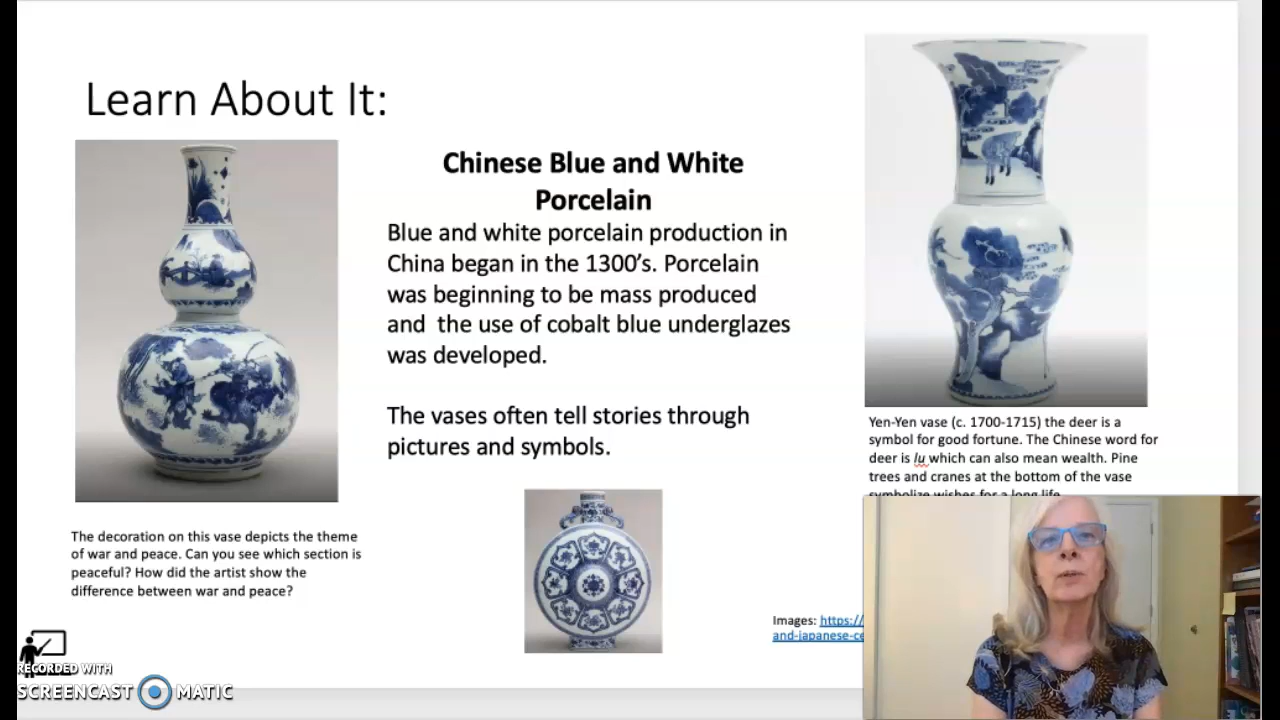 Learn About It:
Chinese Blue and White
Porcelain
Blue and white porcelain production in
China began in the 1300's. Porcelain
was beginning to be mass produced
and the use of cobalt blue underglazes
was developed.
The vases often tell stories through
pictures and symbols.
The decoration on this vase depicts the theme
of war and peace. Can you see which section is
peaceful? How did the artist show the
difference between war and peace?
Yen-Yen vase (c. 1700-1715) the deer is a
symbol for good fortune. The Chinese word for
deer is lu which can also mean wealth. Pine
trees and cranes at the bottom of the vase
symbolize wishes for a long life.
Images: https://
and-japanese-ce
RECORDED WITH
SCREENCAST MATIC